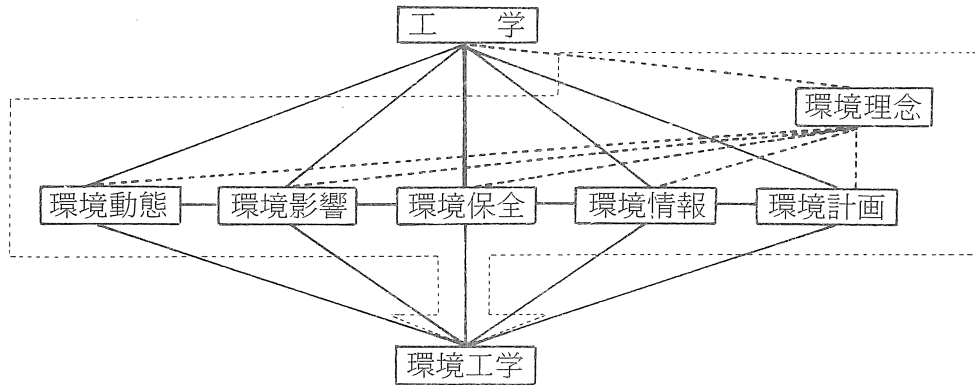 工 学
環境理念
環境動態
環境影響
環境保全
環境情報
環境計画
環境工学